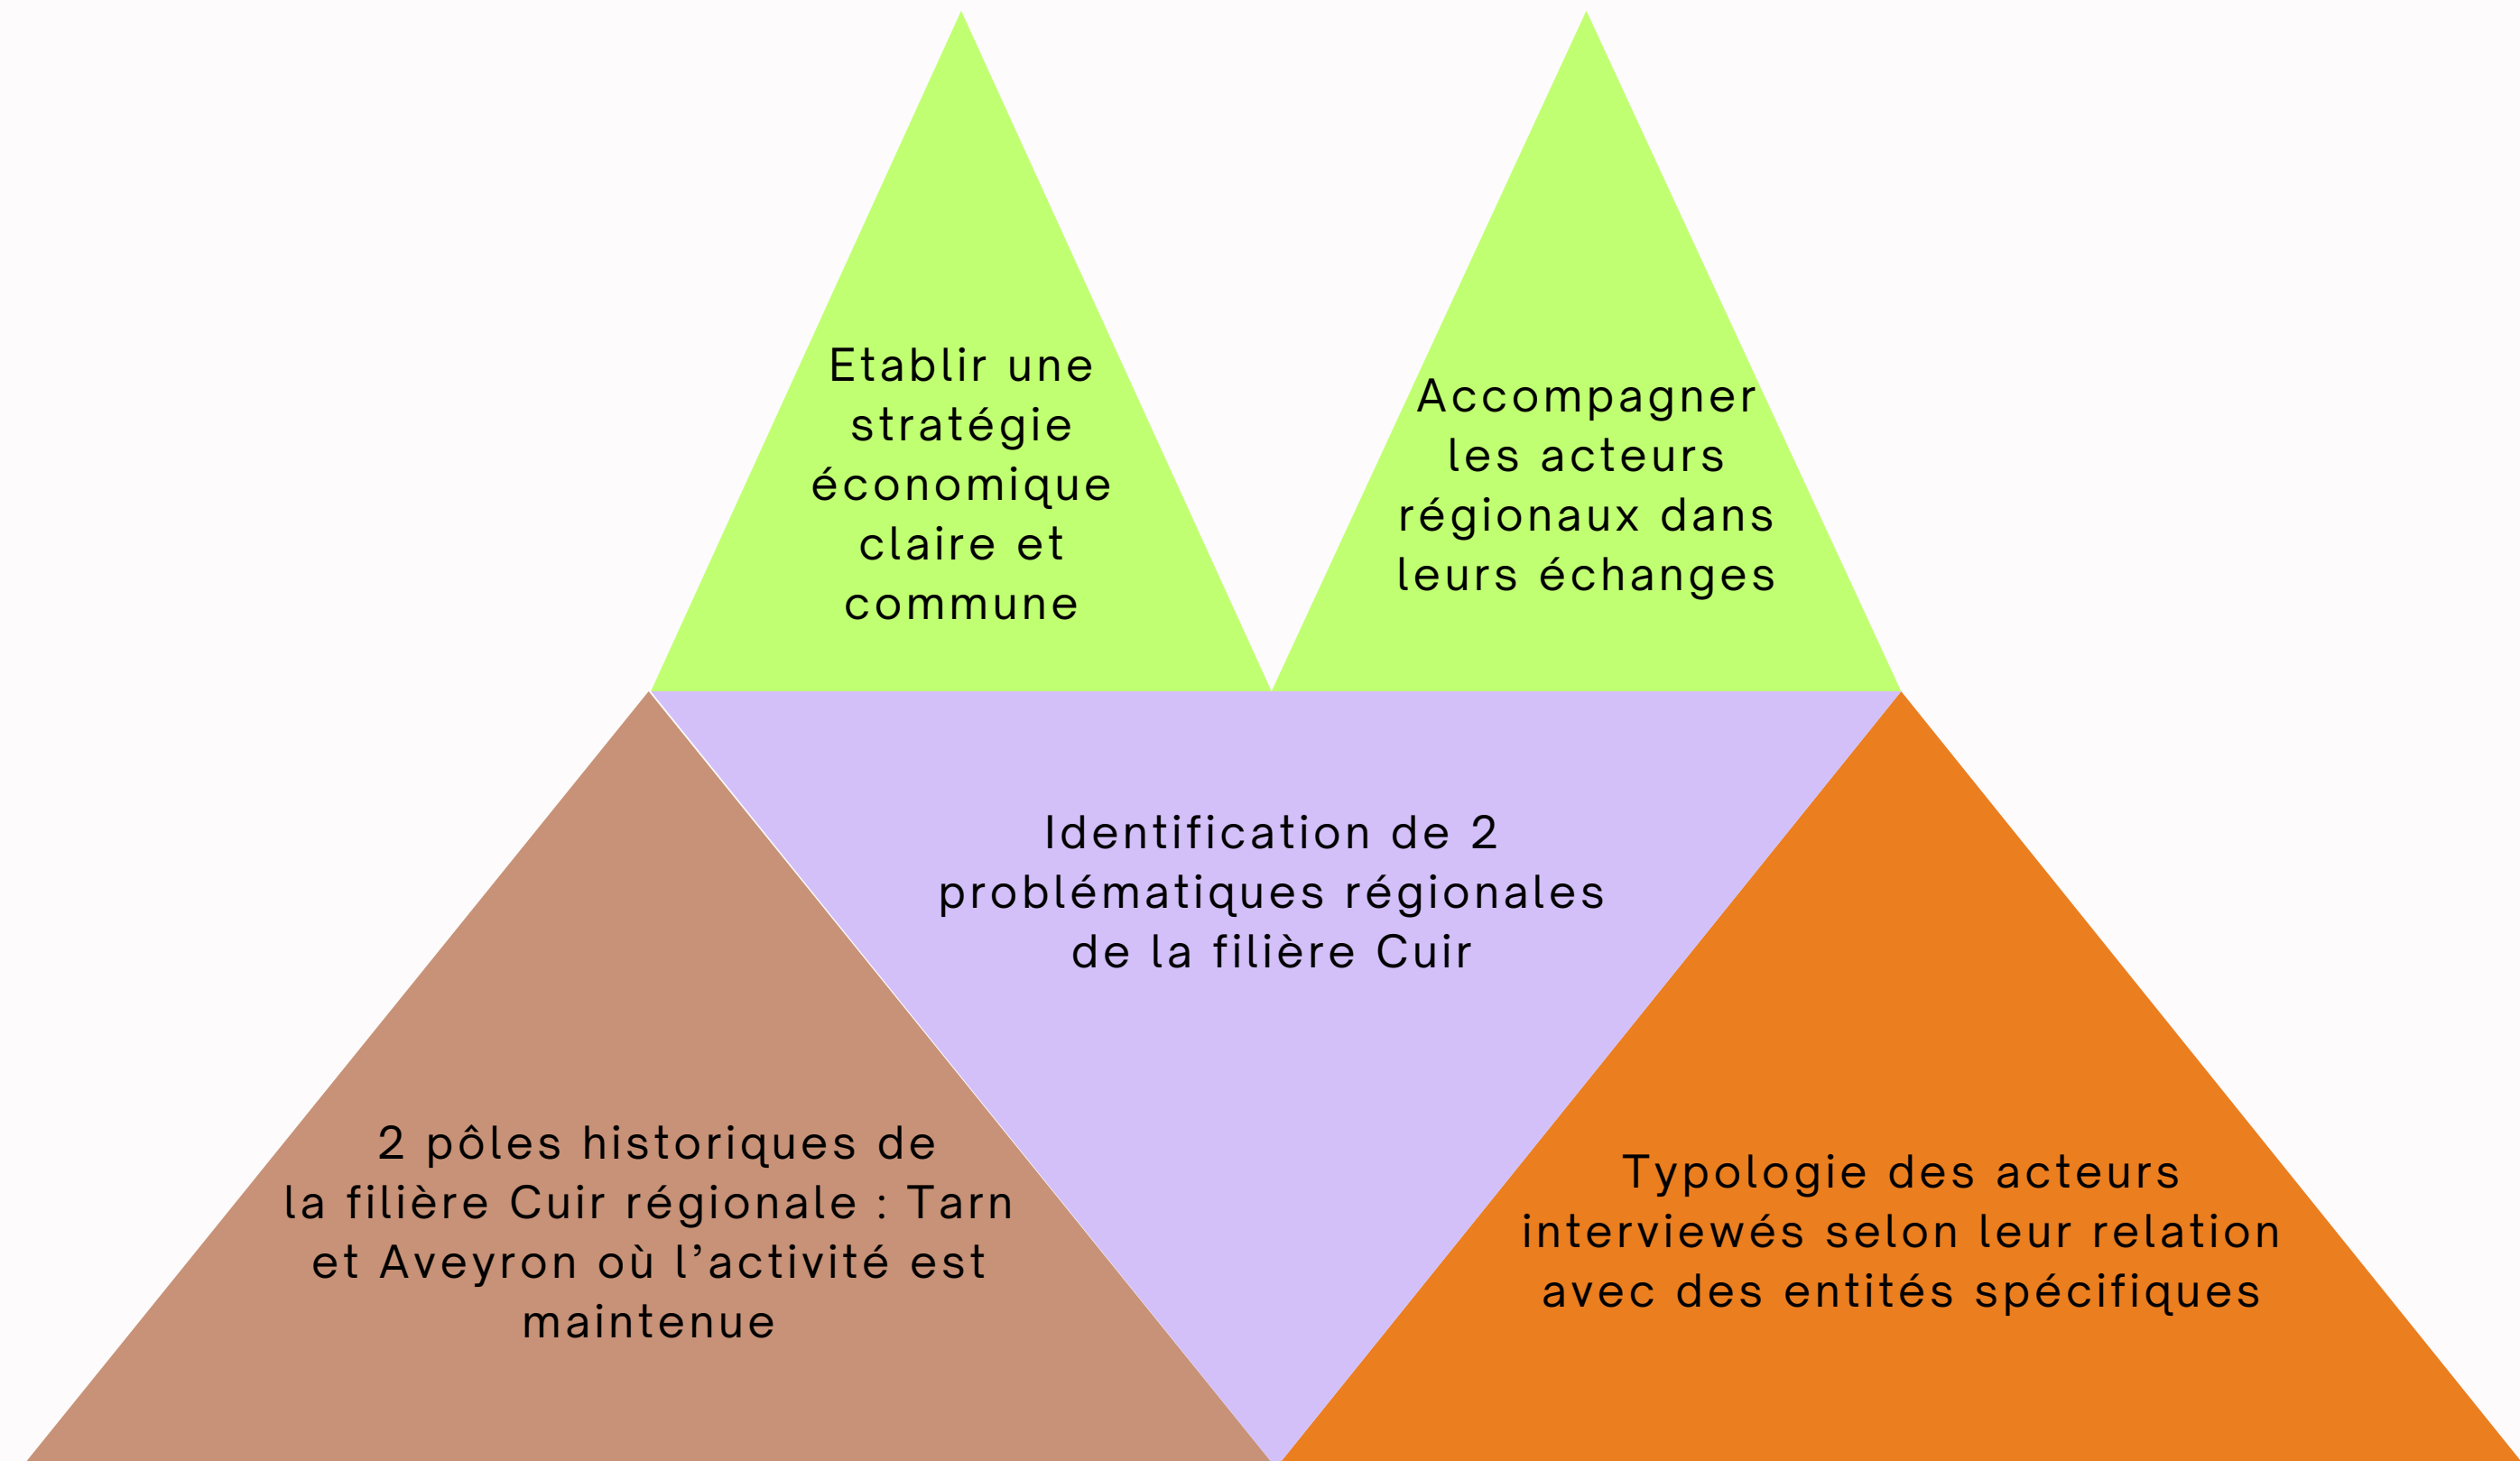 Etablir une
stratégie
économique
claire et
commune
Accompagner
les acteurs
régionaux dans
leurs échanges
Identification de 2
problématiques régionales
de la filière Cuir
2 pôles historiques de
la filière Cuir régionale : Tarn
et Aveyron où l’activité est
maintenue
Typologie des acteurs
interviewés selon leur relation
avec des entités spécifiques